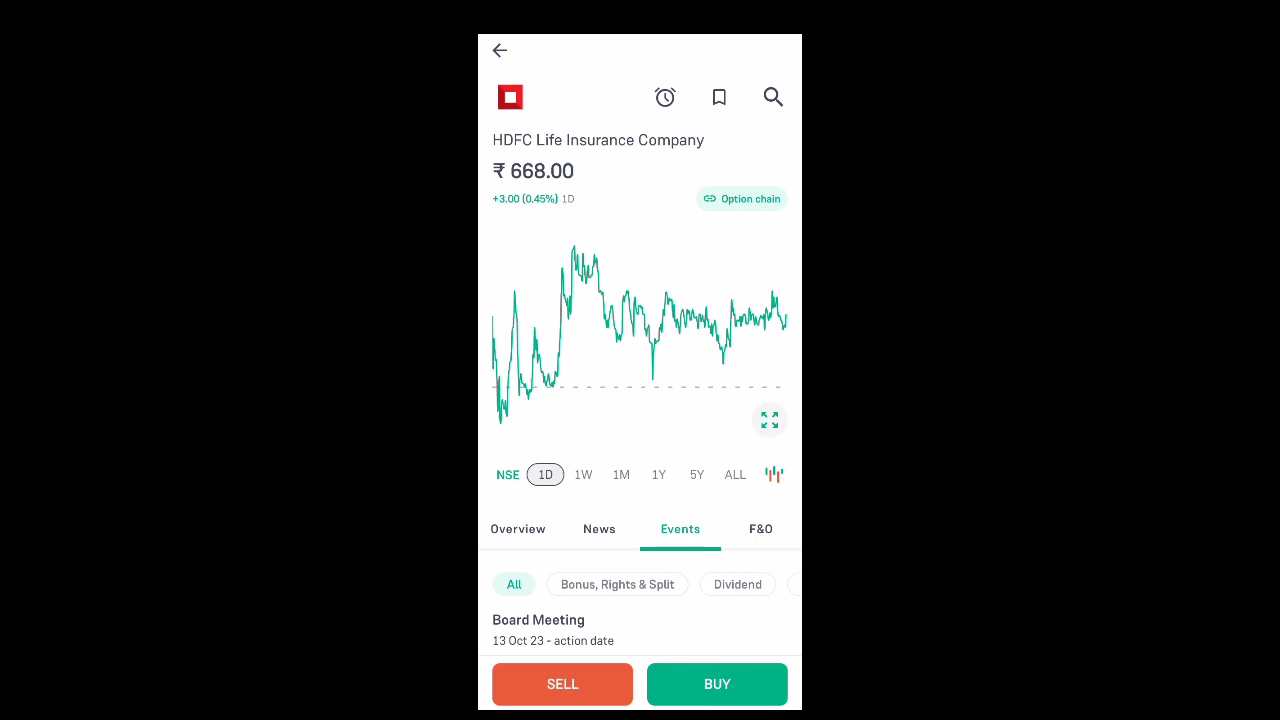 HDFC Life Insurance Company
₹ 668.00
+3.00 (0.45%) 1D
Option chain
NSE 1D 1W 1M 1Y 5Y ALL
Overview News Events F&O
All Bonus, Rights & Split Dividend
Board Meeting
13 Oct 23 - action date
SELL BUY